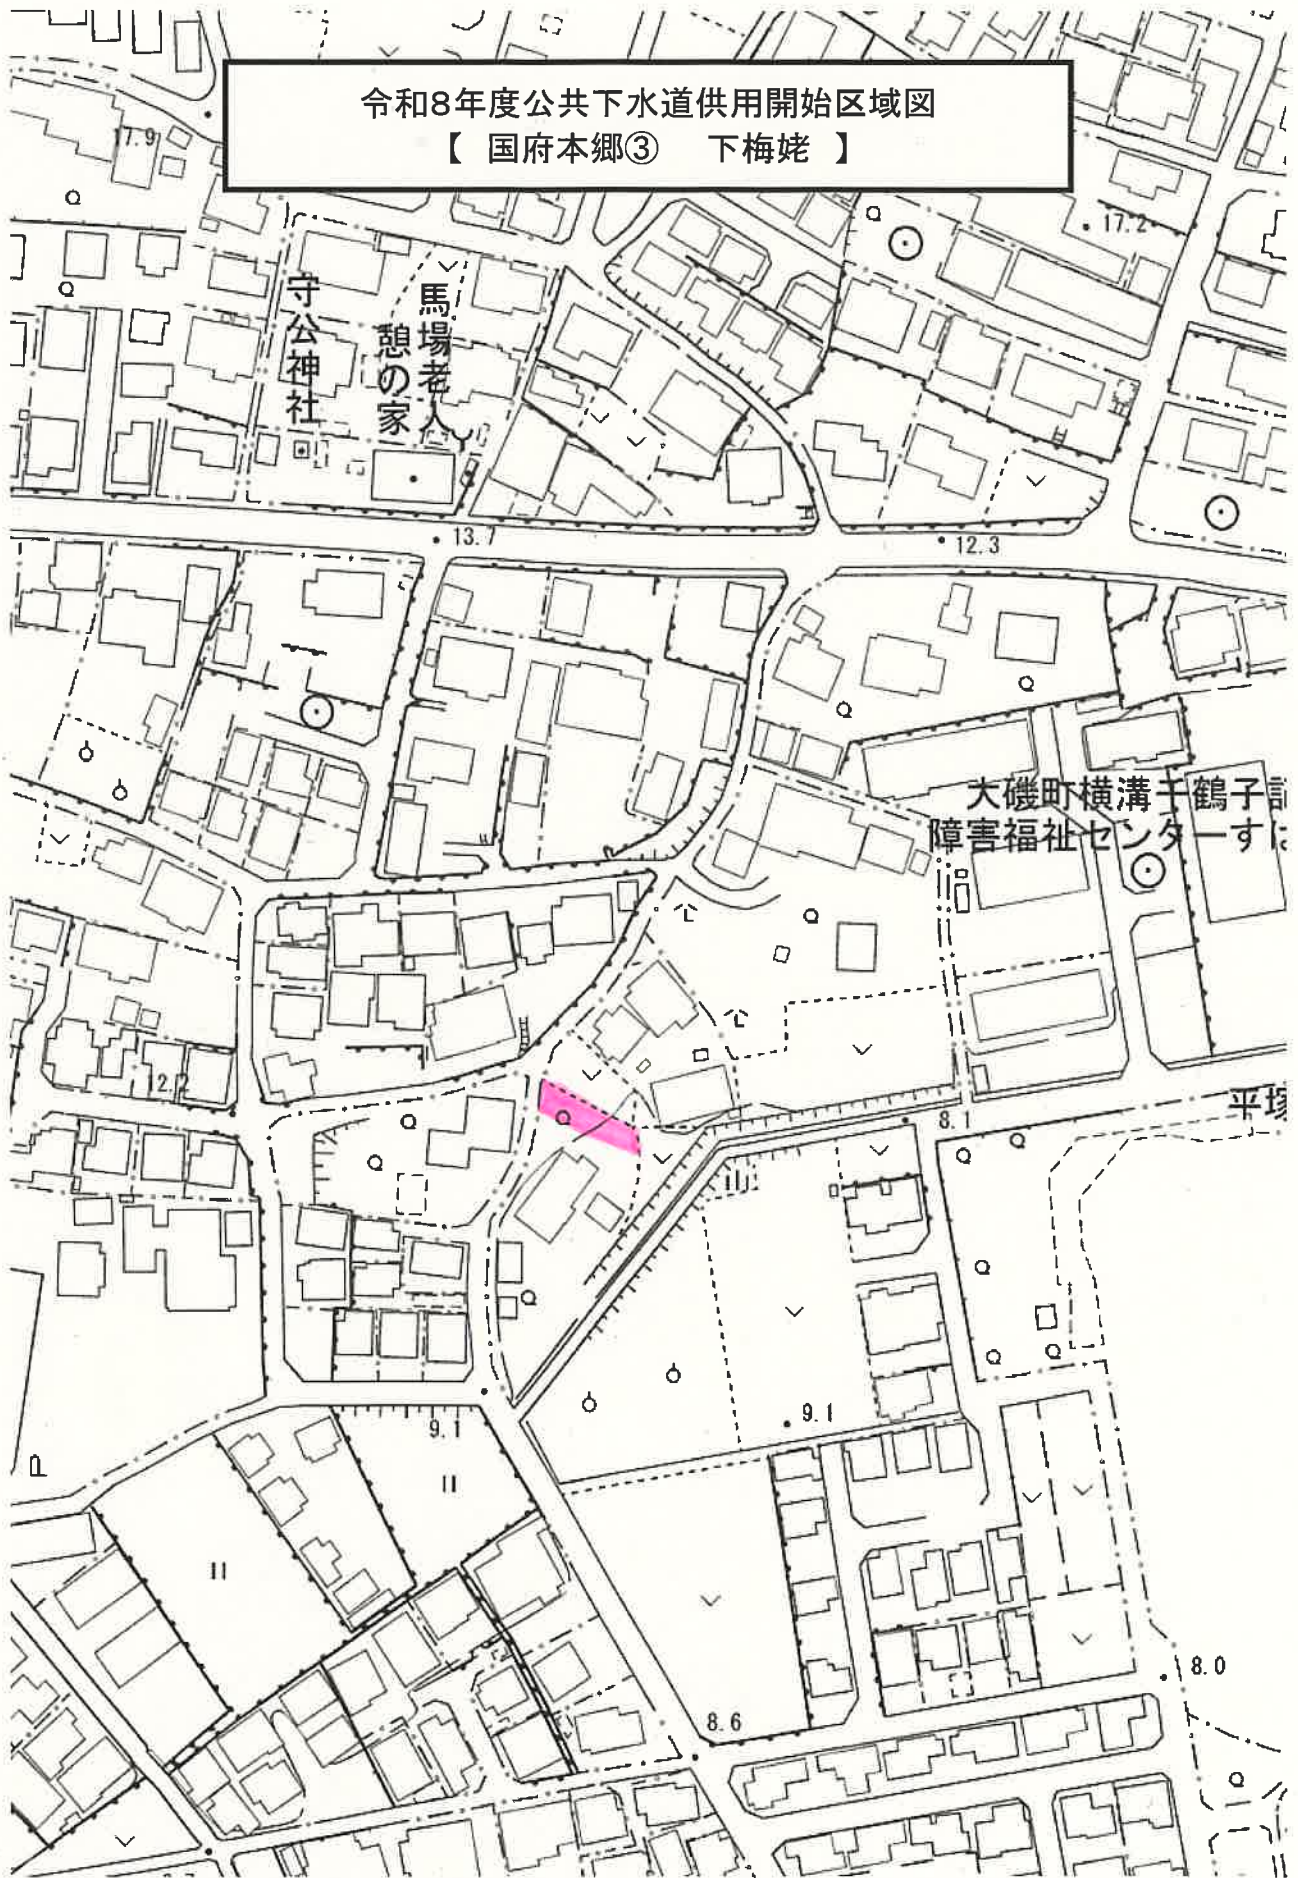 令和8年度公共下水道供用開始区域図
【 国府本郷③ 下梅姥 】
17.9
17.2
守公神社
馬場老人
憩の家
13.7
12.3
大磯町横溝千鶴子記
障害福祉センターすは
12.2
8.1
平塚
9.1
9.1
8.0
8.6